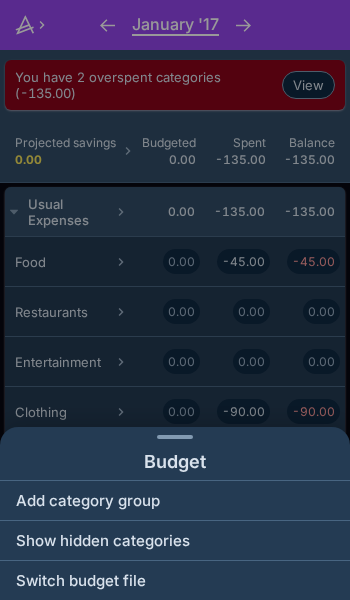 January '17
You have 2 overspent categories
(-135.00)
View
Projected savings Budgeted Spent Balance
0.00 0.00 -135.00 -135.00
Usual
Expenses
0.00 -135.00 -135.00
Food 0.00 -45.00 -45.00
Restaurants 0.00 0.00 0.00
Entertainment 0.00 0.00 0.00
Clothing 0.00 -90.00 -90.00
Budget
Add category group
Show hidden categories
Switch budget file